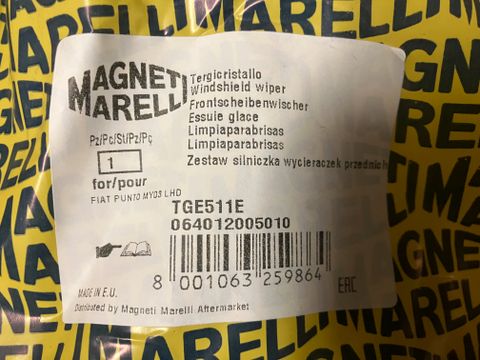 MAGNETI
MARELLI
Tergicristallo
Windshield wiper
Frontscheibenwischer
Essuie glace
Limpiaparabrisas
Limpiaparabrisas
Zestaw silniczka wycieraczek przednich
Pz/Pc/St/Pz/Pç
1
for/pour
FIAT PUNTO MY03 LHD
TGE511E
064012005010
8 001063 259864
EAC
MADE IN E.U.
Distributed by Magneti Marelli Aftermarket